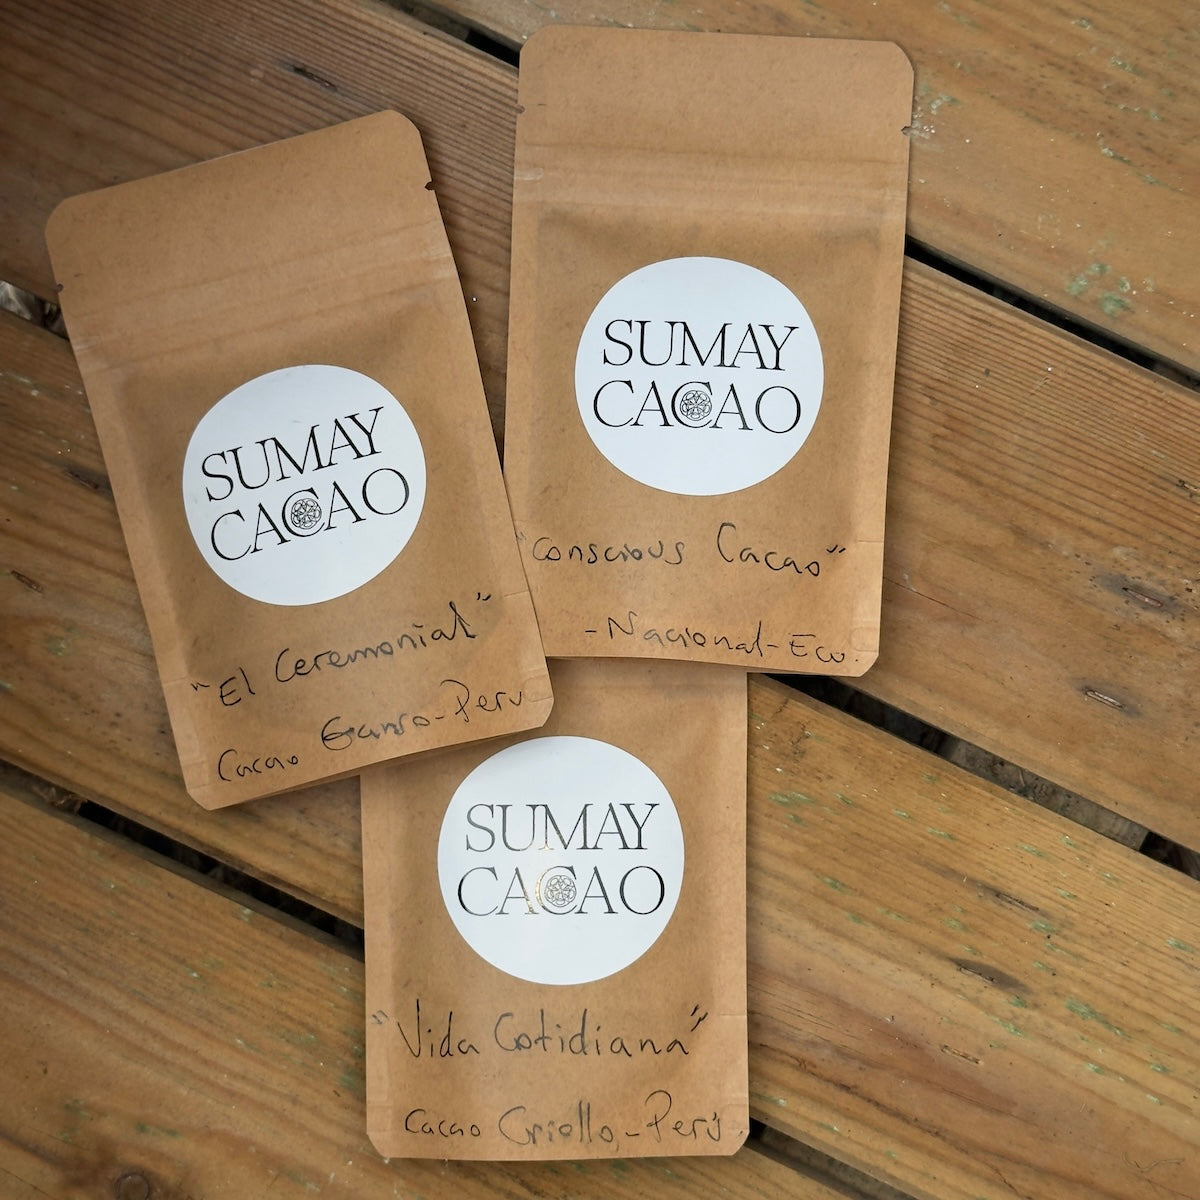 SUMAY
CACAO
"El Ceremonial"
Cacao Ganso-Peru
SUMAY
CACAO
"Conscious Cacao"
-Nacional-Ecu.
SUMAY
CACAO
"Vida Cotidiana"
Cacao Criollo-Perú